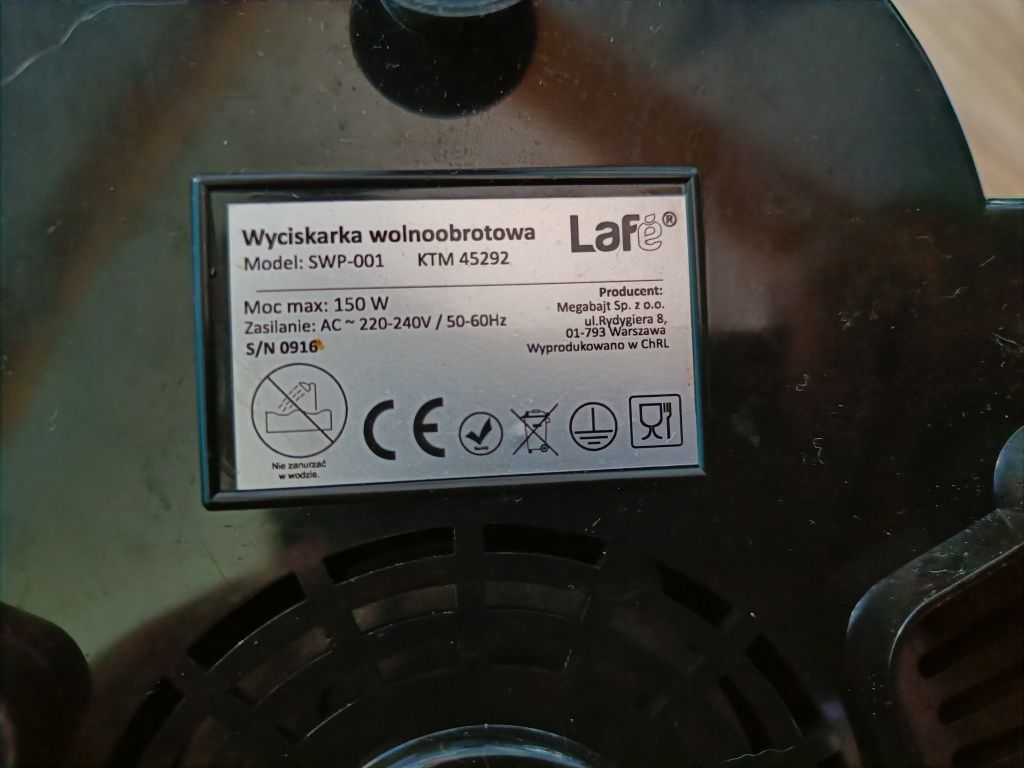 Wyciskarka wolnoobrotowa
Model: SWP-001 KTM 45292
Lafé®
Moc max: 150 W
Zasilanie: AC ~ 220-240V / 50-60Hz
S/N 0916
Producent:
Megabajt Sp. z o.o.
ul.Rydygiera 8,
01-793 Warszawa
Wyprodukowano w ChRL
Nie zanurzać
w wodzie.
CE